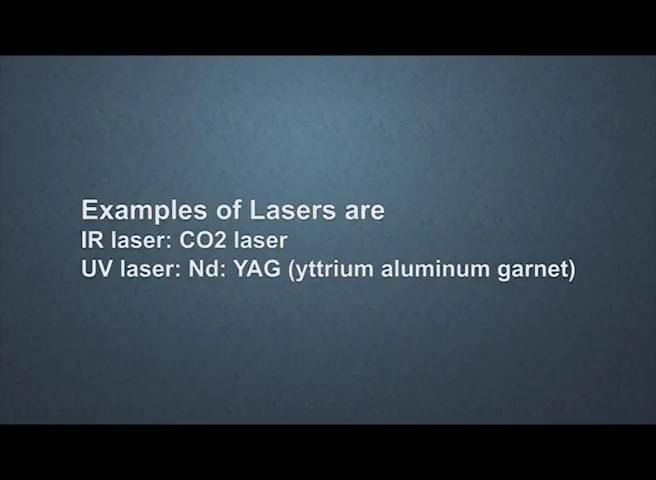 Examples of Lasers are
IR laser: CO2 laser
UV laser: Nd: YAG (yttrium aluminum garnet)